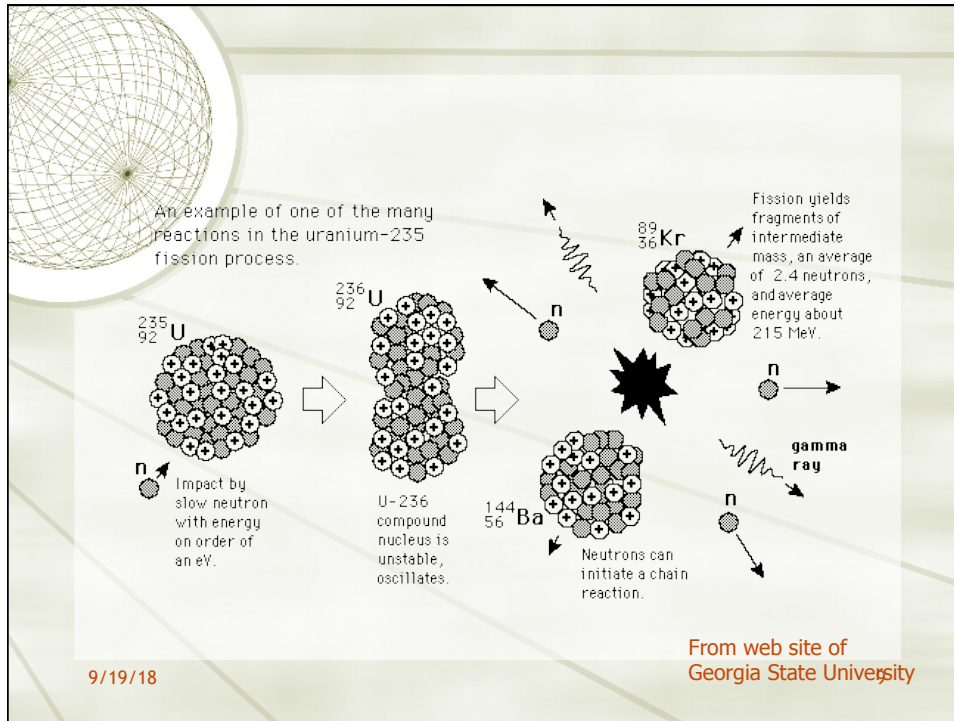 An example of one of the many
reactions in the uranium-235
fission process.
235
92 U
n
Impact by
slow neutron
with energy
on order of
an eV.
236
92 U
U-236
compound
nucleus is
unstable,
oscillates.
n
89
36 Kr
Fission yields
fragments of
intermediate
mass, an average
of 2.4 neutrons,
and average
energy about
215 MeV.
n
gamma
ray
n
144
56 Ba
Neutrons can
initiate a chain
reaction.
9/19/18
From web site of
Georgia State University
9